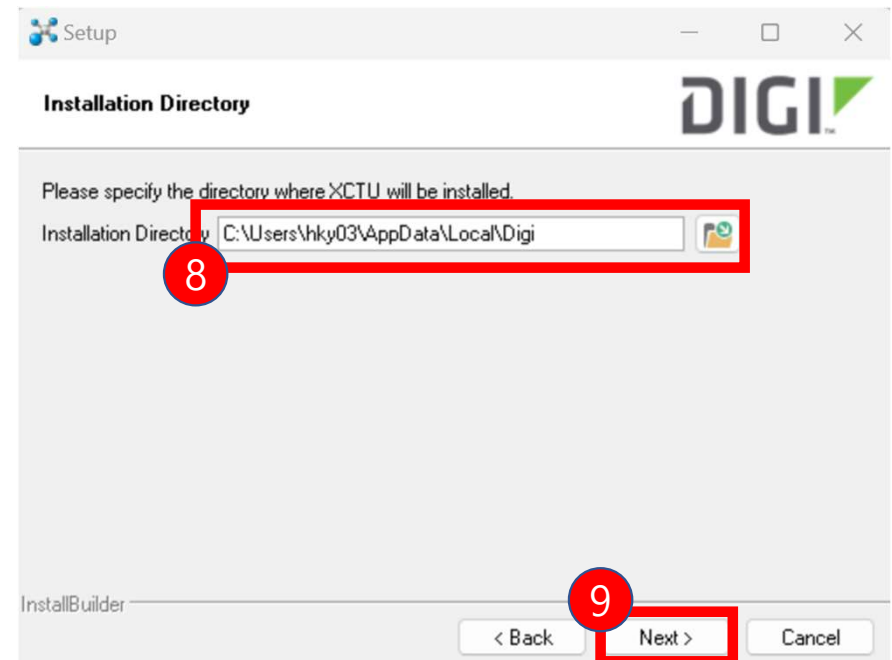 Setup
Installation Directory
DIGI
TM
Please specify the directory where XCTU will be installed.
Installation Directory C:\Users\hky03\AppData\Local\Digi
8
InstallBuilder
9
< Back Next > Cancel